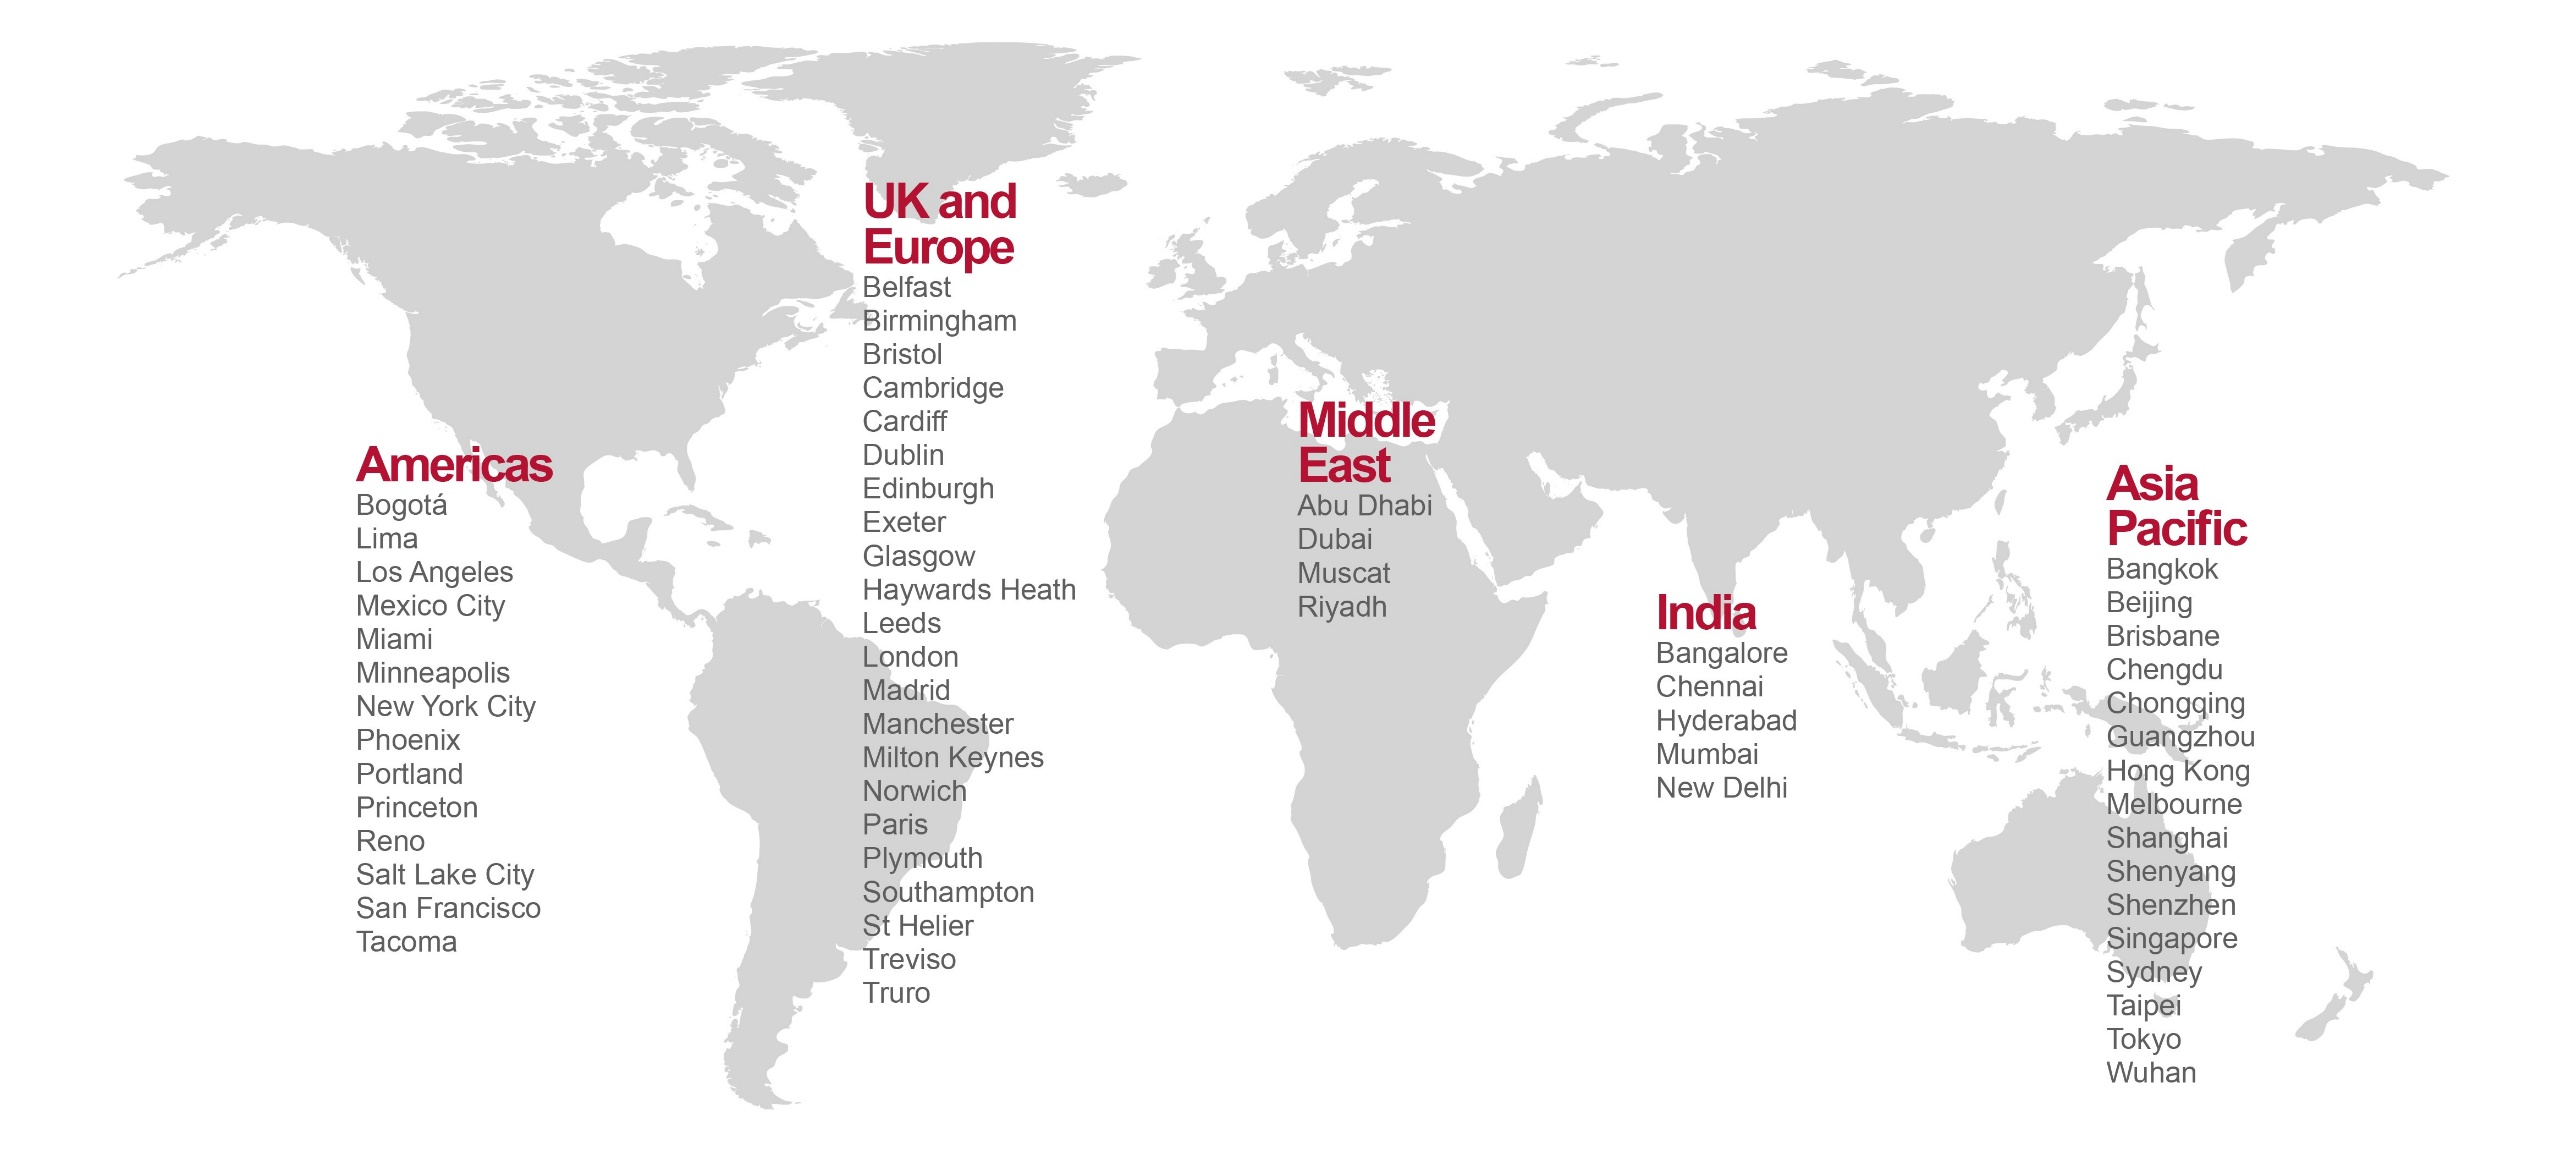 Americas
Bogotá
Lima
Los Angeles
Mexico City
Miami
Minneapolis
New York City
Phoenix
Portland
Princeton
Reno
Salt Lake City
San Francisco
Tacoma
UK and
Europe
Belfast
Birmingham
Bristol
Cambridge
Cardiff
Dublin
Edinburgh
Exeter
Glasgow
Haywards Heath
Leeds
London
Madrid
Manchester
Milton Keynes
Norwich
Paris
Plymouth
Southampton
St Helier
Treviso
Truro
Middle
East
Abu Dhabi
Dubai
Muscat
Riyadh
India
Bangalore
Chennai
Hyderabad
Mumbai
New Delhi
Asia
Pacific
Bangkok
Beijing
Brisbane
Chengdu
Chongqing
Guangzhou
Hong Kong
Melbourne
Shanghai
Shenyang
Shenzhen
Singapore
Sydney
Taipei
Tokyo
Wuhan